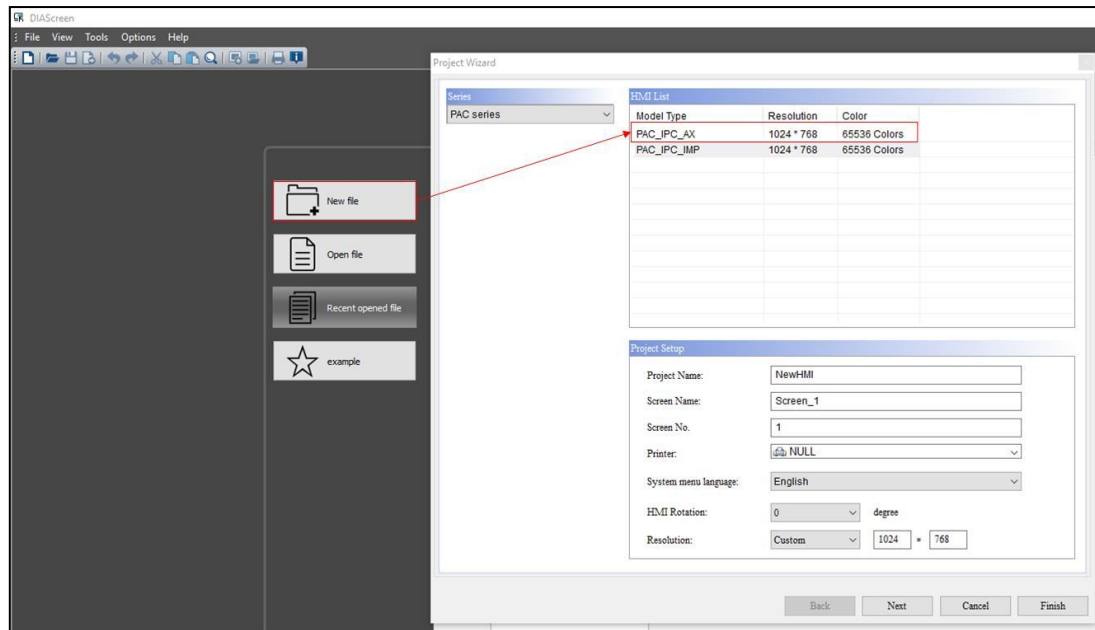 DIAScreen
File View Tools Options Help
Project Wizard
Series
PAC series
HMI List
Model Type Resolution Color
PAC_IPC_AX 1024 * 768 65536 Colors
PAC_IPC_IMP 1024 * 768 65536 Colors
New file
Open file
Recent opened file
example
Project Setup
Project Name: NewHMI
Screen Name: Screen_1
Screen No. 1
Printer: NULL
System menu language: English
HMI Rotation: 0 degree
Resolution: Custom 1024 * 768
Back Next Cancel Finish